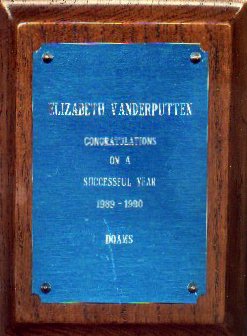 ELIZABETH VANDERPUTTEN
CONGRATULATIONS
ON A
SUCCESSFUL YEAR
1989 - 1990
DOAMS